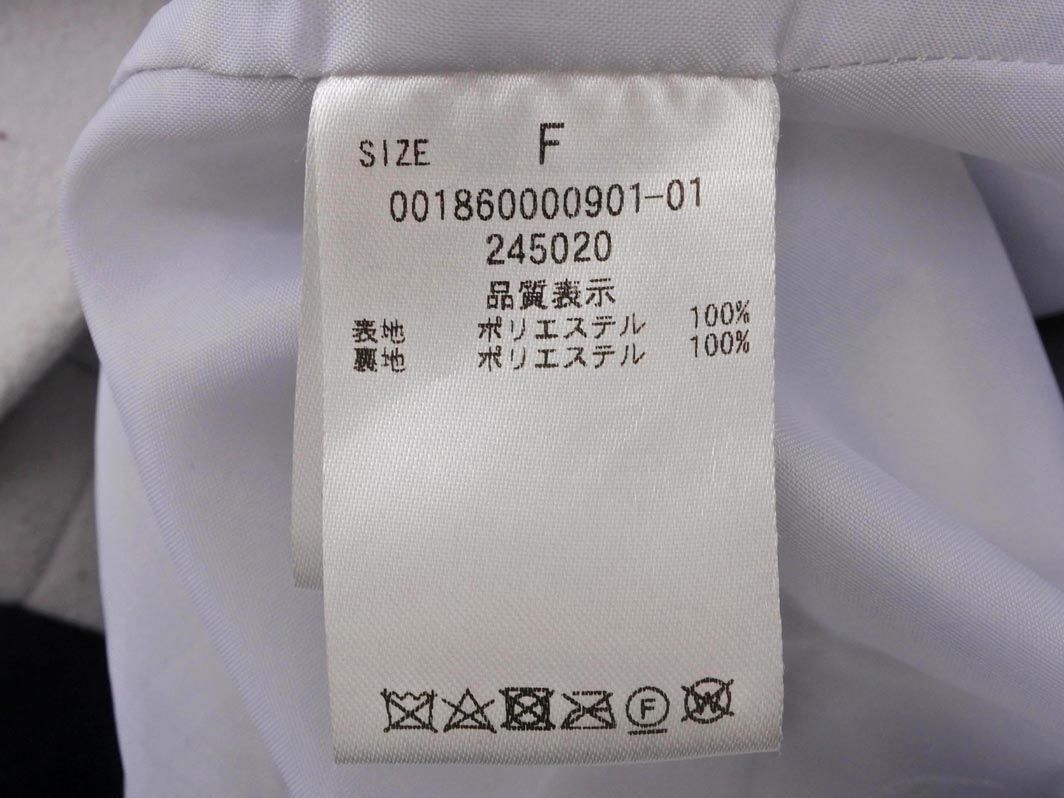 SIZE F
001860000901-01
245020
品質表示
表地 ポリエステル 100%
裏地 ポリエステル 100%
F W